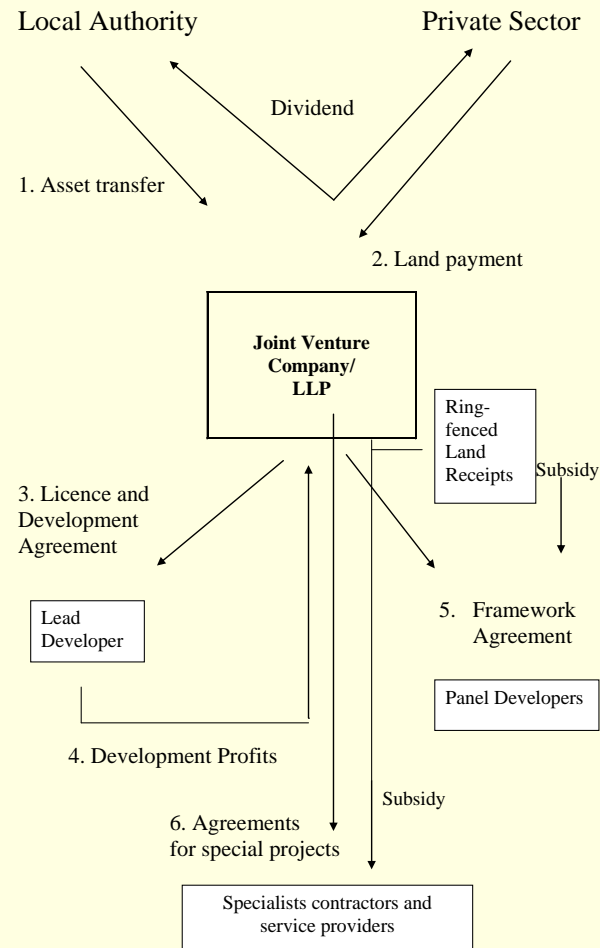 Local Authority
Private Sector
Dividend
1. Asset transfer
2. Land payment
Joint Venture
Company/
LLP
Ring-
fenced
Land
Receipts
Subsidy
3. Licence and
Development
Agreement
Lead
Developer
5. Framework
Agreement
Panel Developers
4. Development Profits
Subsidy
6. Agreements
for special projects
Specialists contractors and
service providers